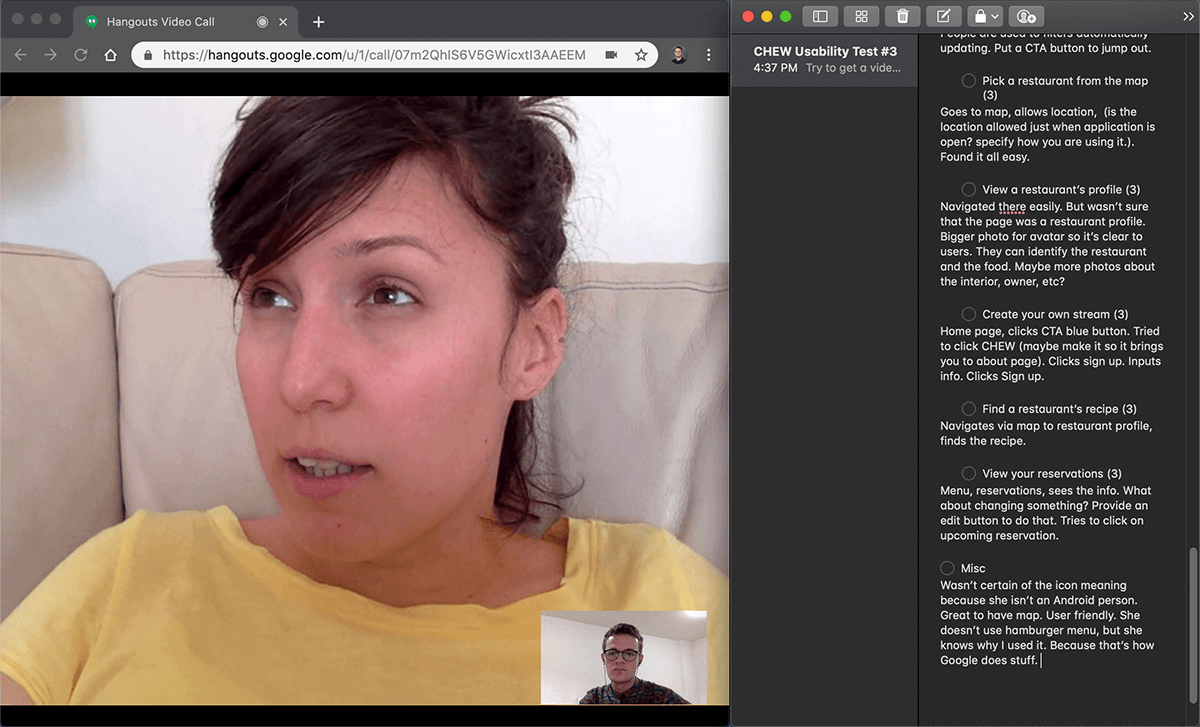 Hangouts Video Call
https://hangouts.google.com/u/1/call/07m2QhIS6V5GWicxtI3AAEEM
CHEW Usability Test #3
4:37 PM Try to get a vide...
People are used to filters automatically
updating. Put a CTA button to jump out.
Pick a restaurant from the map
(3)
Goes to map, allows location, (is the
location allowed just when application is
open? specify how you are using it.).
Found it all easy.
View a restaurant’s profile (3)
Navigated there easily. But wasn’t sure
that the page was a restaurant profile.
Bigger photo for avatar so it’s clear to
users. They can identify the restaurant
and the food. Maybe more photos about
the interior, owner, etc?
Create your own stream (3)
Home page, clicks CTA blue button. Tried
to click CHEW (maybe make it so it brings
you to about page). Clicks sign up. Inputs
info. Clicks Sign up.
Find a restaurant’s recipe (3)
Navigates via map to restaurant profile,
finds the recipe.
View your reservations (3)
Menu, reservations, sees the info. What
about changing something? Provide an
edit button to do that. Tries to click on
upcoming reservation.
Misc
Wasn’t certain of the icon meaning
because she isn’t an Android person.
Great to have map. User friendly. She
doesn’t use hamburger menu, but she
knows why I used it. Because that’s how
Google does stuff.